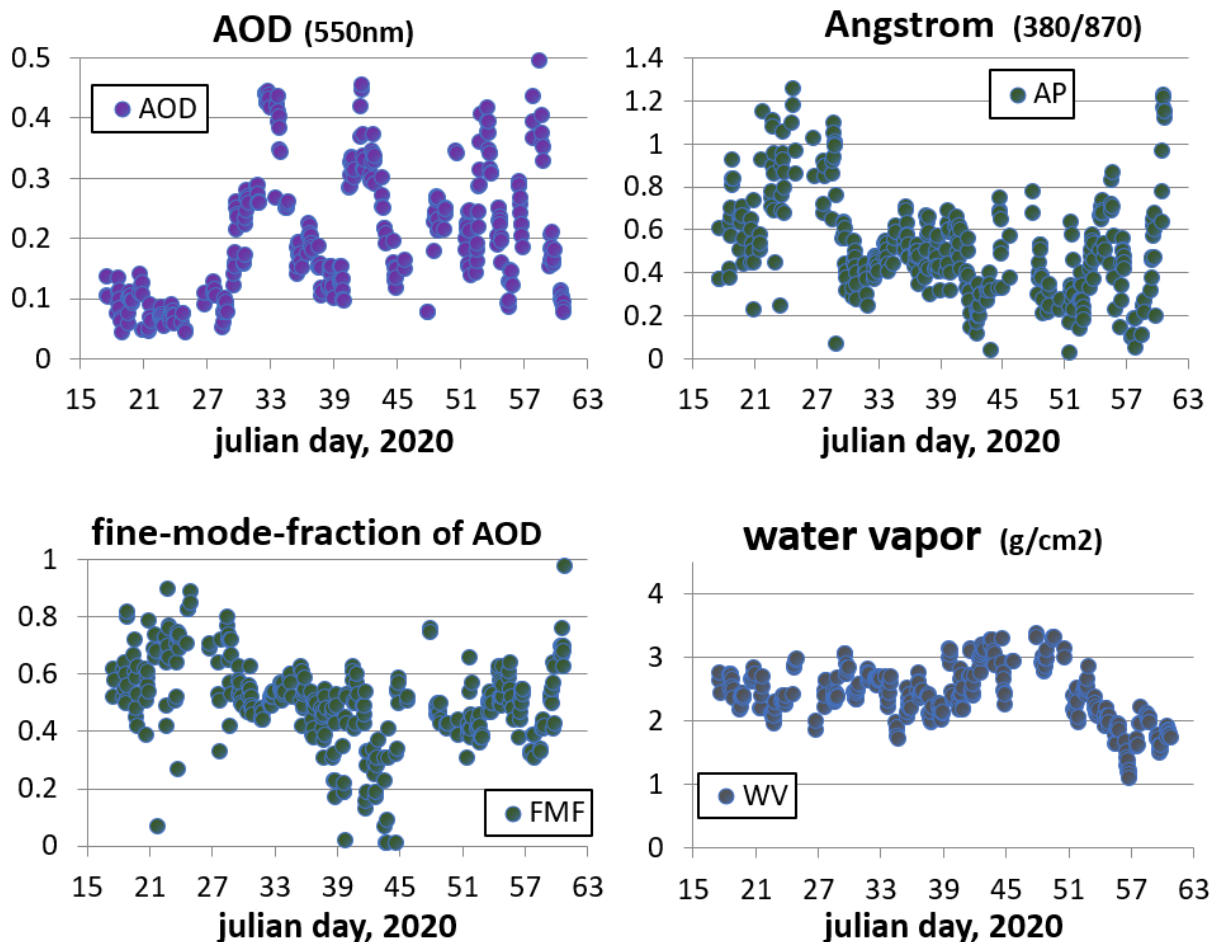 AOD (550nm)
0.5
0.4
0.3
0.2
0.1
0
AOD
15 21 27 33 39 45 51 57 63
julian day, 2020
Angstrom (380/870)
1.4
1.2
1
0.8
0.6
0.4
0.2
0
AP
15 21 27 33 39 45 51 57 63
julian day, 2020
fine-mode-fraction of AOD
1
0.8
0.6
0.4
0.2
0
FMF
15 21 27 33 39 45 51 57 63
julian day, 2020
water vapor (g/cm2)
4
3
2
1
0
WV
15 21 27 33 39 45 51 57 63
julian day, 2020